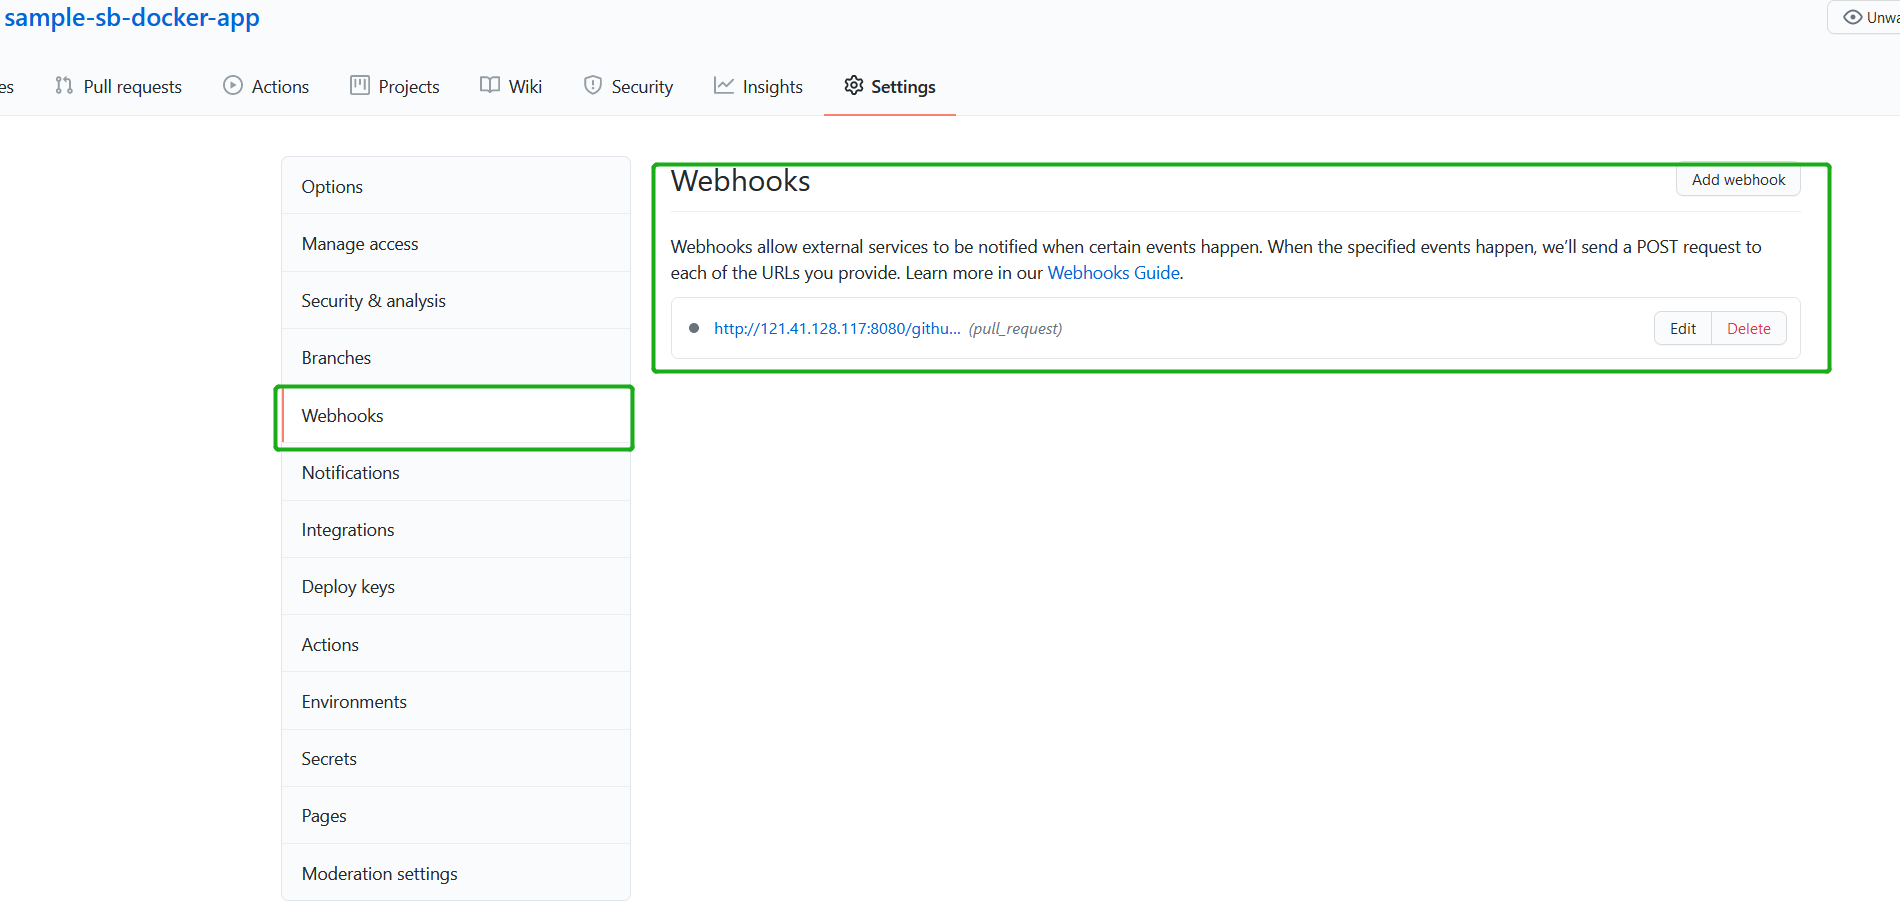 sample-sb-docker-app
Unwa
es Pull requests Actions Projects Wiki Security Insights Settings
Options
Manage access
Security & analysis
Branches
Webhooks
Notifications
Integrations
Deploy keys
Actions
Environments
Secrets
Pages
Moderation settings
Webhooks
Add webhook
Webhooks allow external services to be notified when certain events happen. When the specified events happen, we’ll send a POST request to
each of the URLs you provide. Learn more in our Webhooks Guide.
http://121.41.128.117:8080/githu... (pull_request)
Edit Delete